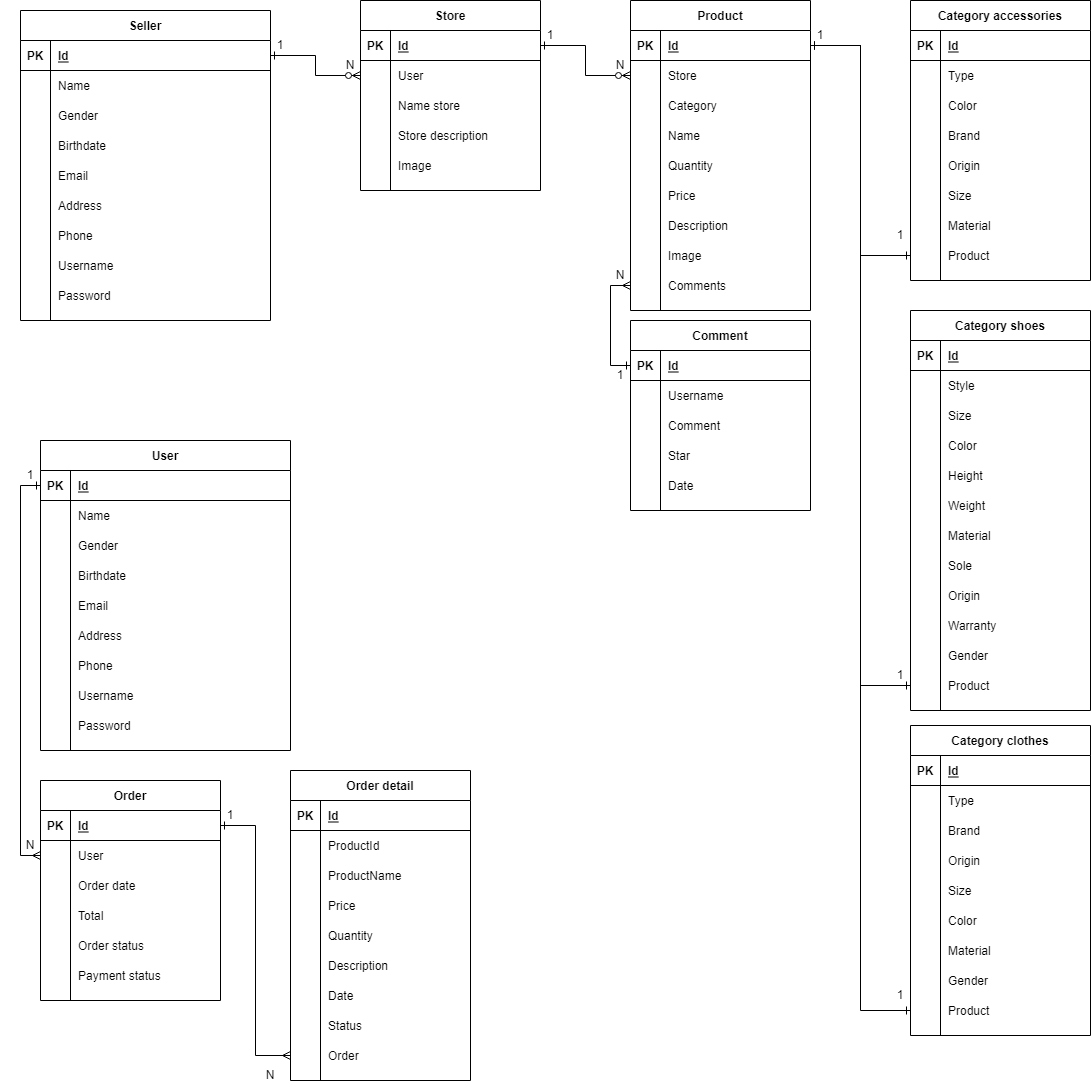 Seller
PK Id
Name
Gender
Birthdate
Email
Address
Phone
Username
Password
1
N
Store
PK Id
User
Name store
Store description
Image
1
N
Product
PK Id
Store
Category
Name
Quantity
Price
Description
Image
Comments
1
N
1
Comment
PK Id
Username
Comment
Star
Date
Category accessories
PK Id
Type
Color
Brand
Origin
Size
Material
Product
1
Category shoes
PK Id
Style
Size
Color
Height
Weight
Material
Sole
Origin
Warranty
Gender
Product
1
Category clothes
PK Id
Type
Brand
Origin
Size
Color
Material
Gender
Product
1
User
1
PK Id
Name
Gender
Birthdate
Email
Address
Phone
Username
Password
Order
PK Id
N
User
Order date
Total
Order status
Payment status
1
Order detail
PK Id
ProductId
ProductName
Price
Quantity
Description
Date
Status
Order
N